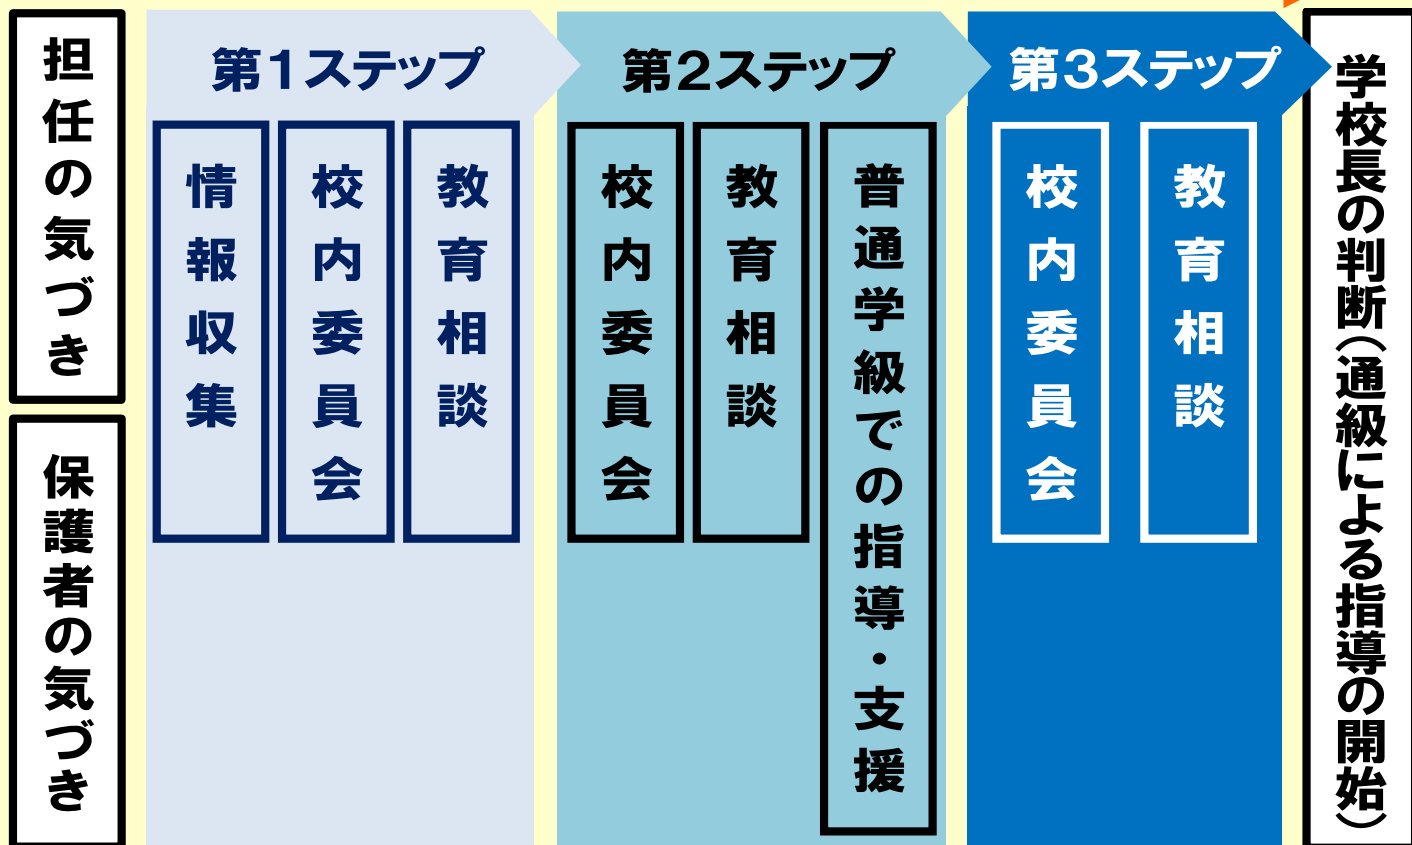 担任の気づき
保護者の気づき
第1ステップ
情報収集
校内委員会
教育相談
第2ステップ
校内委員会
教育相談
普通学級での指導・支援
第3ステップ
校内委員会
教育相談
学校長の判断(通級による指導の開始)